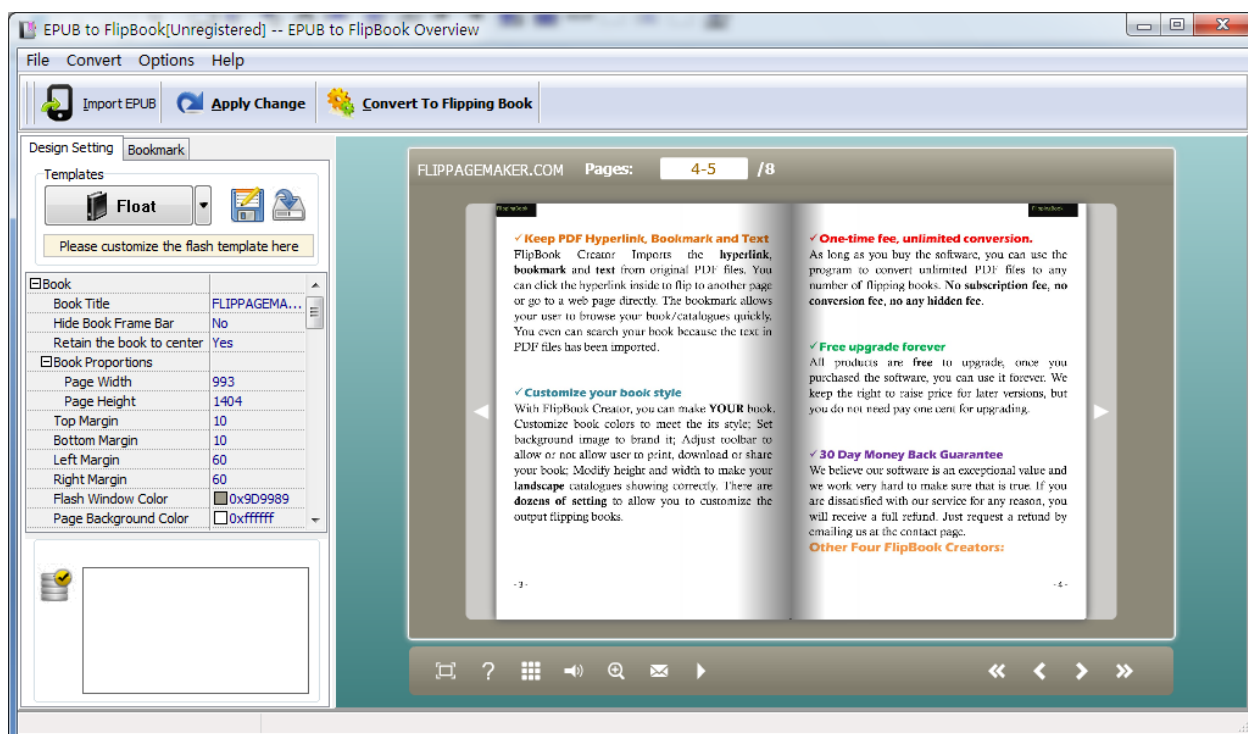 EPUB to FlipBook[Unregistered] -- EPUB to FlipBook Overview
File Convert Options Help
Import EPUB Apply Change Convert To Flipping Book
Design Setting Bookmark
Templates
Float
Please customize the flash template here
Book
Book Title FLIPPAGEMA...
Hide Book Frame Bar No
Retain the book to center Yes
Book Proportions
Page Width 993
Page Height 1404
Top Margin 10
Bottom Margin 10
Left Margin 60
Right Margin 60
Flash Window Color 0x9D9989
Page Background Color 0xffffff
FLIPPAGEMAKER.COM Pages: 4-5 /8
FlippingBook
✓Keep PDF Hyperlink, Bookmark and Text
FlipBook Creator Imports the hyperlink,
bookmark and text from original PDF files. You
can click the hyperlink inside to flip to another page
or go to a web page directly. The bookmark allows
your user to browse your book/catalogues quickly.
You even can search your book because the text in
PDF files has been imported.
✓Customize your book style
With FlipBook Creator, you can make YOUR book.
Customize book colors to meet the its style; Set
background image to brand it; Adjust toolbar to
allow or not allow user to print, download or share
your book; Modify height and width to make your
landscape catalogues showing correctly. There are
dozens of setting to allow you to customize the
output flipping books.
- 3 -
FlippingBook
✓One-time fee, unlimited conversion.
As long as you buy the software, you can use the
program to convert unlimited PDF files to any
number of flipping books. No subscription fee, no
conversion fee, no any hidden fee.
✓Free upgrade forever
All products are free to upgrade, once you
purchased the software, you can use it forever. We
keep the right to raise price for later versions, but
you do not need pay one cent for upgrading.
✓30 Day Money Back Guarantee
We believe our software is an exceptional value and
we work very hard to make sure that is true. If you
are dissatisfied with our service for any reason, you
will receive a full refund. Just request a refund by
emailing us at the contact page.
Other Four FlipBook Creators:
- 4 -